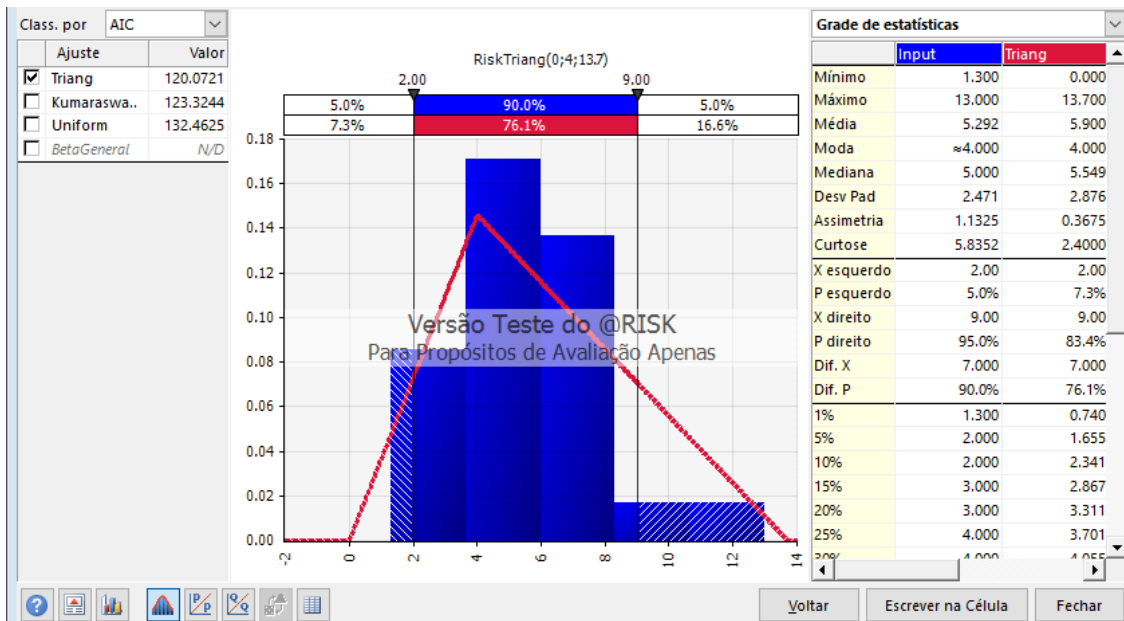 Class. por AIC
Ajuste Valor
Triang 120.0721
Kumaraswa.. 123.3244
Uniform 132.4625
BetaGeneral N/D
RiskTriang(0;4;13.7)
2.00 9.00
5.0% 90.0% 5.0%
7.3% 76.1% 16.6%
0.18
0.16
0.14
0.12
0.10
0.08
0.06
0.04
0.02
0.00
-2 0 2 4 6 8 10 12 14
Versão Teste do @RISK
Para Propósitos de Avaliação Apenas
Grade de estatísticas
Input Triang
Mínimo 1.300 0.000
Máximo 13.000 13.700
Média 5.292 5.900
Moda ≈4.000 4.000
Mediana 5.000 5.549
Desv Pad 2.471 2.876
Assimetria 1.1325 0.3675
Curtose 5.8352 2.4000
X esquerdo 2.00 2.00
P esquerdo 5.0% 7.3%
X direito 9.00 9.00
P direito 95.0% 83.4%
Dif. X 7.000 7.000
Dif. P 90.0% 76.1%
1% 1.300 0.740
5% 2.000 1.655
10% 2.000 2.341
15% 3.000 2.867
20% 3.000 3.311
25% 4.000 3.701
30% 4.000 4.055
P/P Q/Q
Voltar Escrever na Célula Fechar